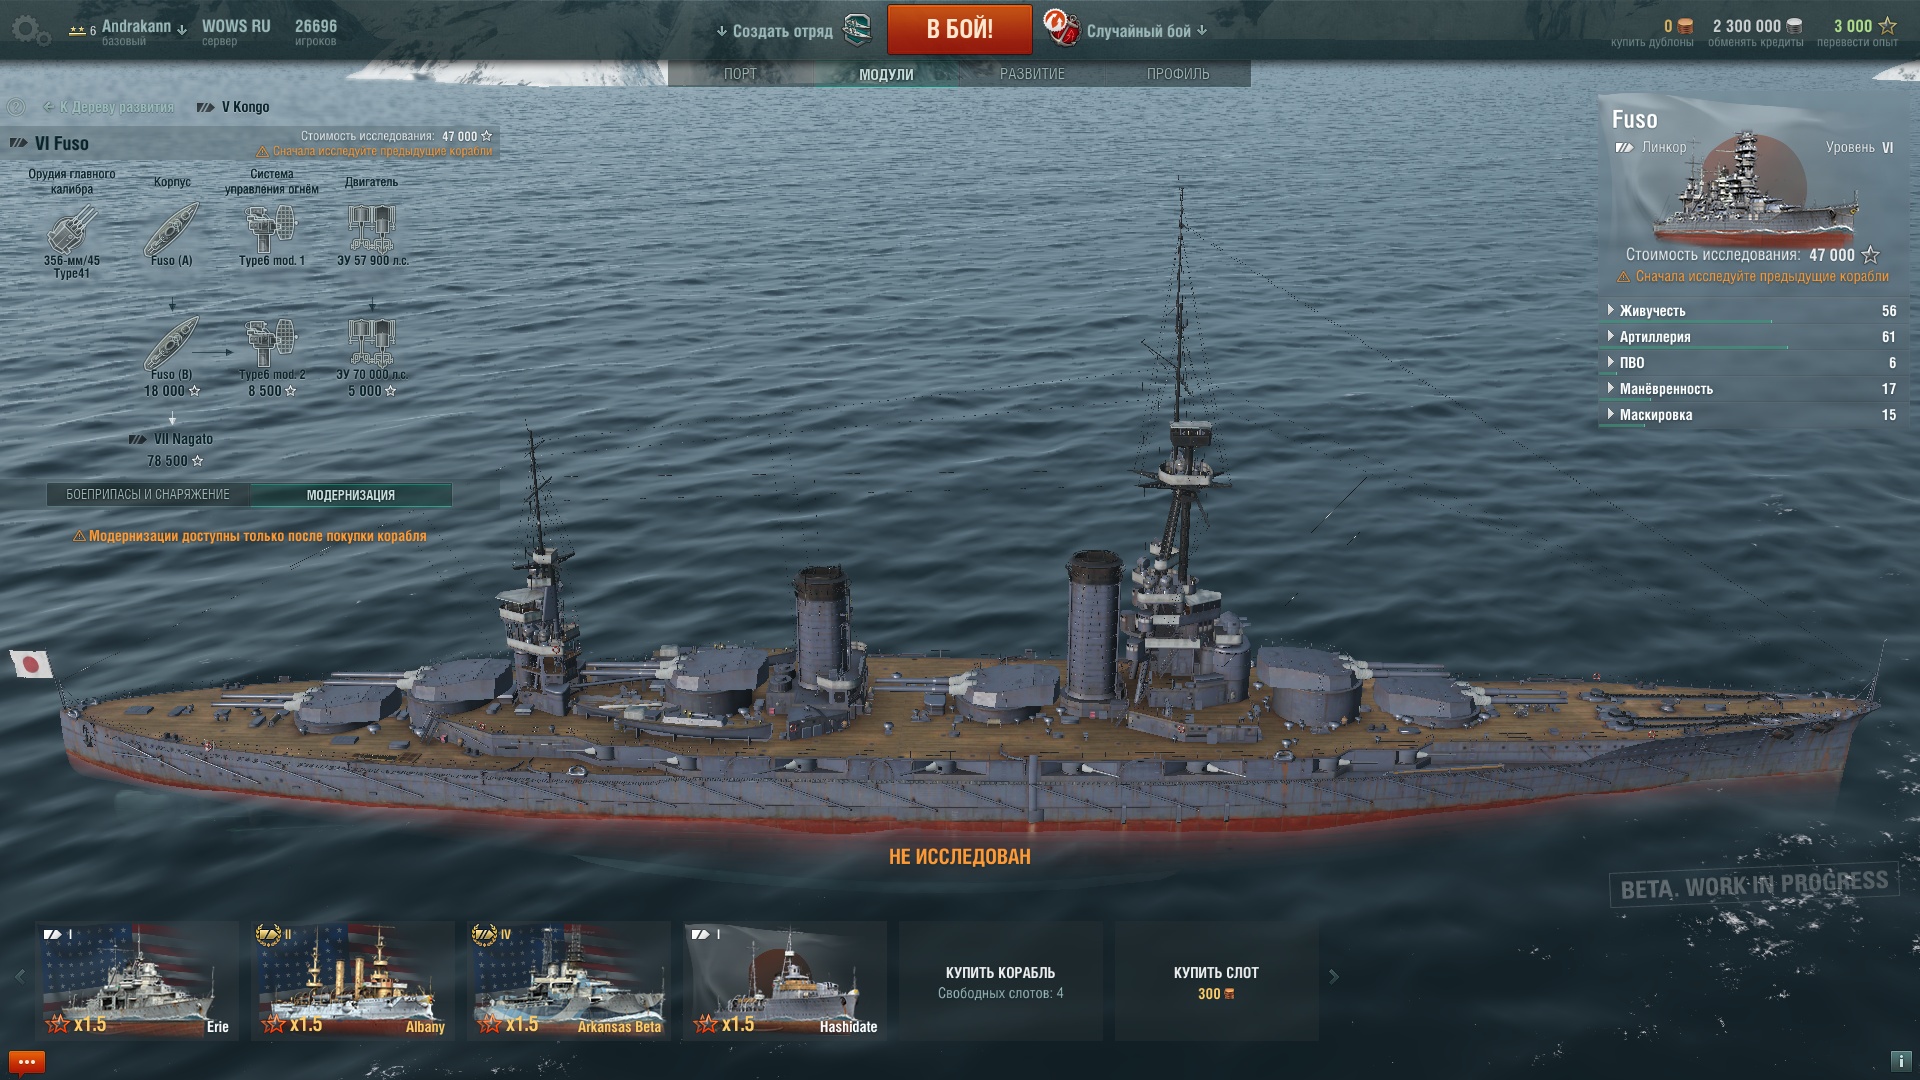 6 Andrakann
базовый
WOWS RU
сервер
26696
игроков
Создать отряд
В БОЙ!
Случайный бой
0
купить дублоны
2 300 000
обменять кредиты
3 000
перевести опыт
ПОРТ
МОДУЛИ
РАЗВИТИЕ
ПРОФИЛЬ
К Дереву развития
V Kongo
VI Fuso
Стоимость исследования: 47 000
Сначала исследуйте предыдущие корабли
Орудия главного калибра
Корпус
Система управления огнём
Двигатель
356-мм/45 Type41
Fuso (A)
Type6 mod. 1
ЭУ 57 900 л.с.
Fuso (B)
18 000
Type6 mod. 2
8 500
ЭУ 70 000 л.с.
5 000
VII Nagato
78 500
БОЕПРИПАСЫ И СНАРЯЖЕНИЕ
МОДЕРНИЗАЦИЯ
Модернизации доступны только после покупки корабля
Fuso
Линкор
Уровень VI
Стоимость исследования: 47 000
Сначала исследуйте предыдущие корабли
Живучесть 56
Артиллерия 61
ПВО 6
Манёвренность 17
Маскировка 15
НЕ ИССЛЕДОВАН
BETA. WORK IN PROGRESS
I
x1.5
Erie
II
x1.5
Albany
IV
x1.5
Arkansas Beta
I
x1.5
Hashidate
КУПИТЬ КОРАБЛЬ
Свободных слотов: 4
КУПИТЬ СЛОТ
300